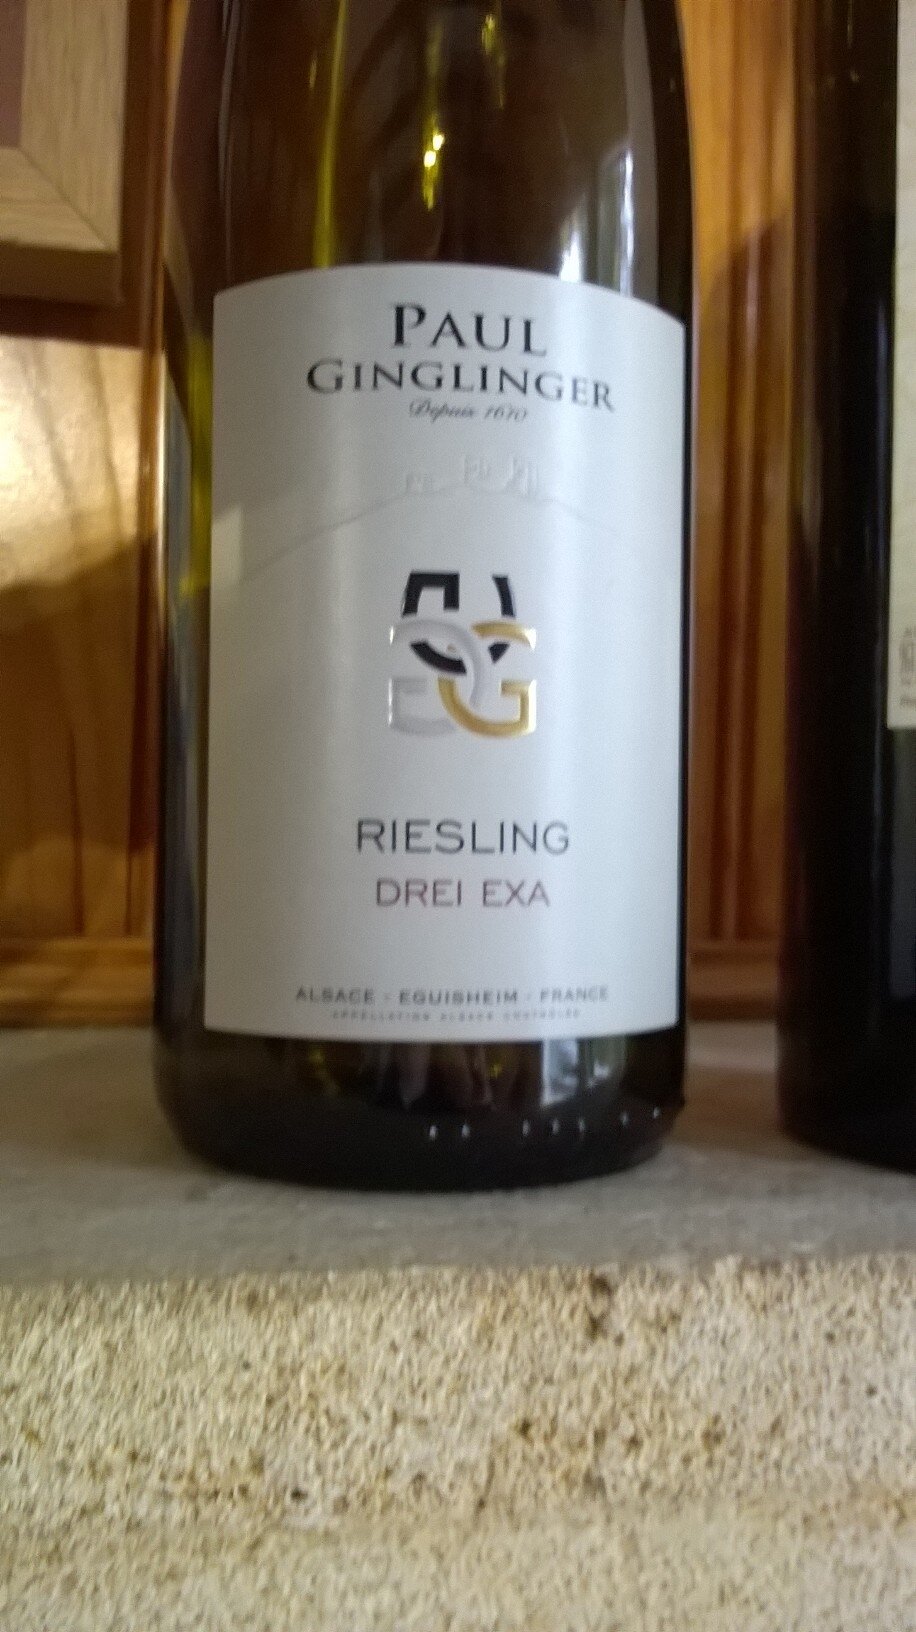 PAUL
GINGLINGER
Depuis 1610
RIESLING
DREI EXA
ALSACE - EGUISHEIM - FRANCE
APPELLATION ALSACE CONTRÔLÉE